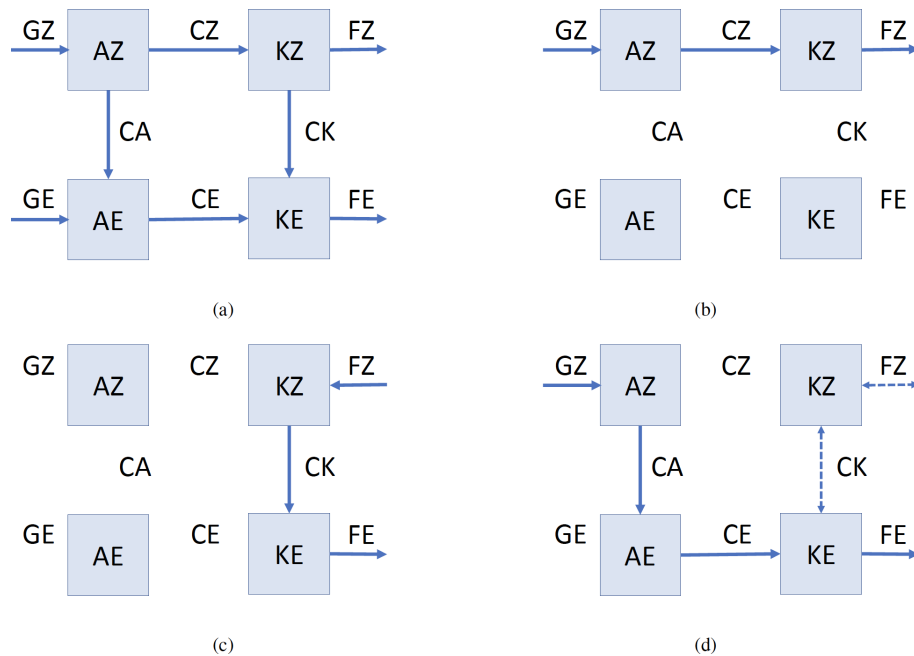 GZ AZ CZ KZ FZ
CA CK
GE AE CE KE FE
(a)
GZ AZ CZ KZ FZ
CA CK
GE AE CE KE FE
(b)
GZ AZ CZ KZ FZ
CA CK
GE AE CE KE FE
(c)
GZ AZ CZ KZ FZ
CA CK
GE AE CE KE FE
(d)